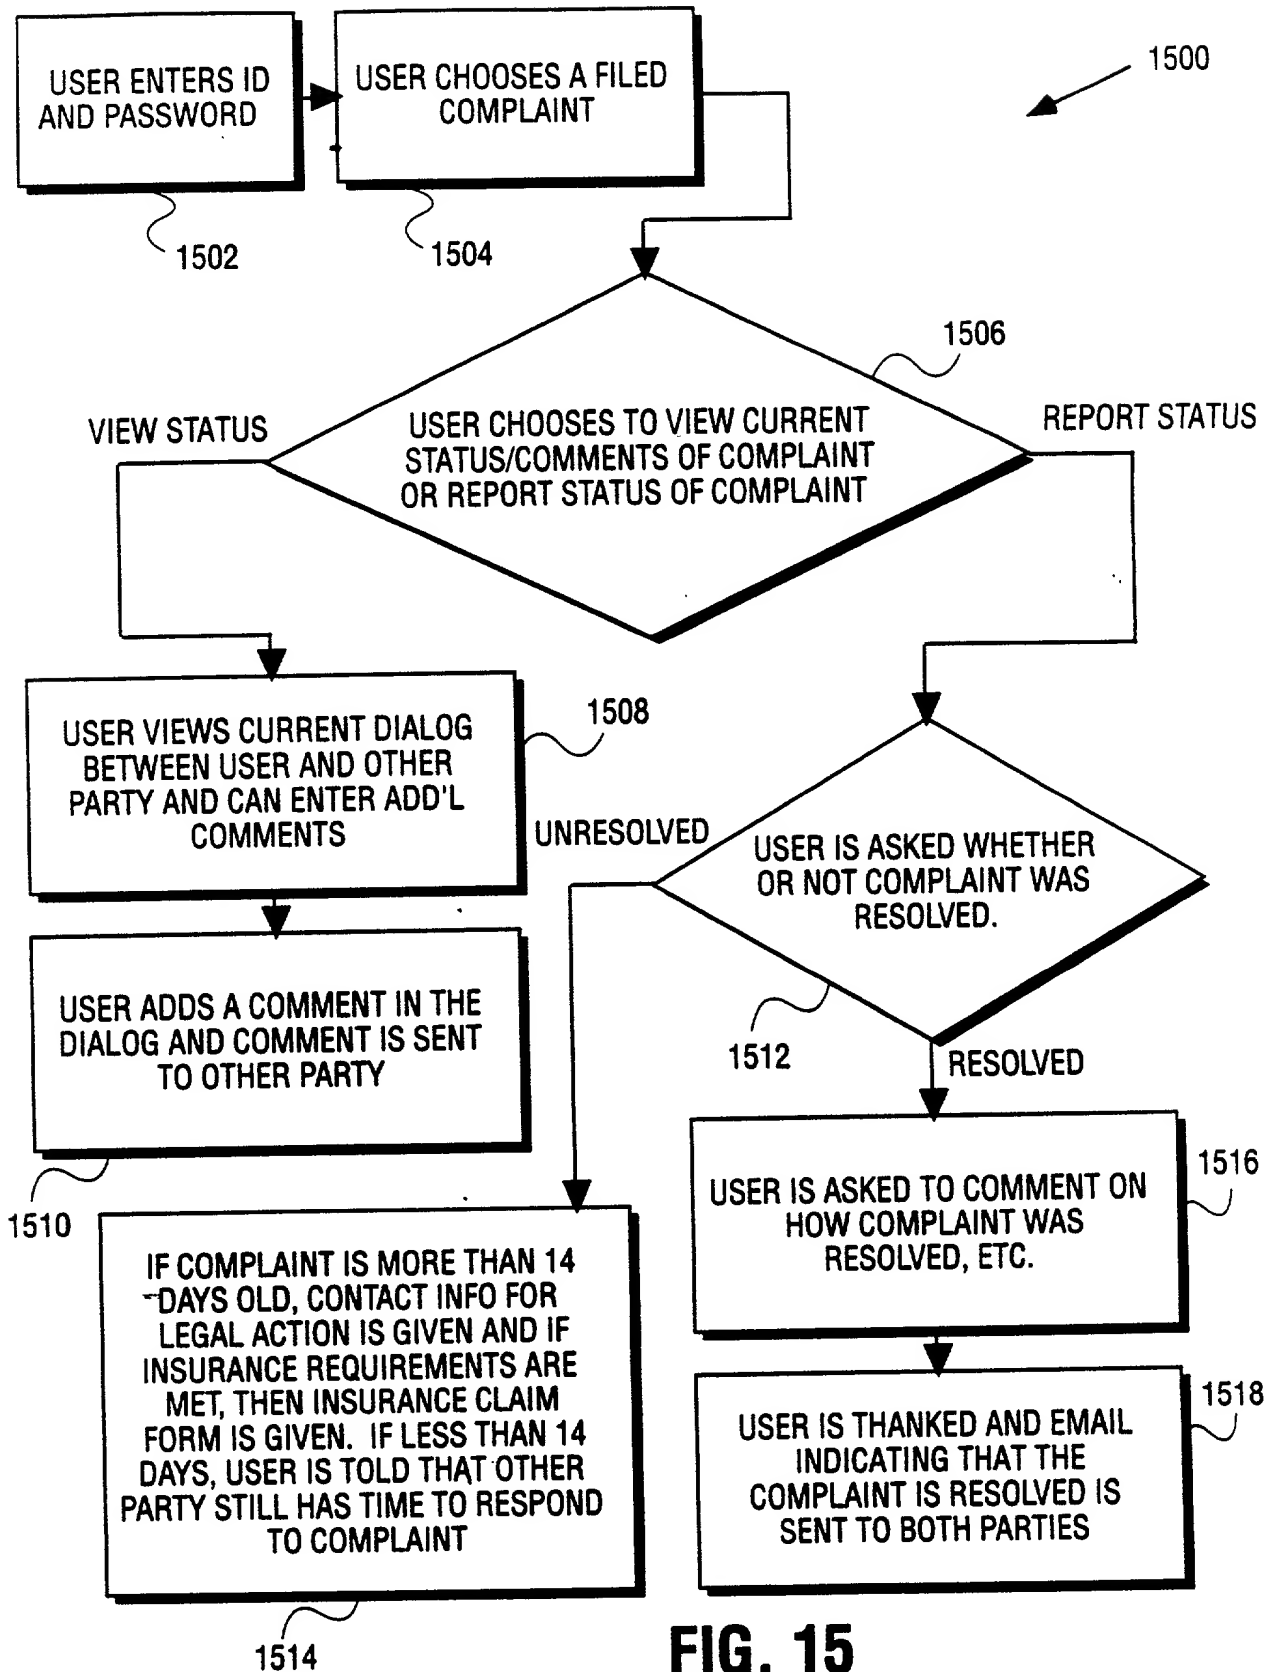 USER ENTERS ID
AND PASSWORD
USER CHOOSES A FILED
COMPLAINT
1500
1502
1504
1506
VIEW STATUS
REPORT STATUS
USER CHOOSES TO VIEW CURRENT
STATUS/COMMENTS OF COMPLAINT
OR REPORT STATUS OF COMPLAINT
USER VIEWS CURRENT DIALOG
BETWEEN USER AND OTHER
PARTY AND CAN ENTER ADD'L
COMMENTS
1508
UNRESOLVED
USER IS ASKED WHETHER
OR NOT COMPLAINT WAS
RESOLVED.
1512
RESOLVED
USER ADDS A COMMENT IN THE
DIALOG AND COMMENT IS SENT
TO OTHER PARTY
1510
IF COMPLAINT IS MORE THAN 14
DAYS OLD, CONTACT INFO FOR
LEGAL ACTION IS GIVEN AND IF
INSURANCE REQUIREMENTS ARE
MET, THEN INSURANCE CLAIM
FORM IS GIVEN. IF LESS THAN 14
DAYS, USER IS TOLD THAT OTHER
PARTY STILL HAS TIME TO RESPOND
TO COMPLAINT
1514
USER IS ASKED TO COMMENT ON
HOW COMPLAINT WAS
RESOLVED, ETC.
1516
USER IS THANKED AND EMAIL
INDICATING THAT THE
COMPLAINT IS RESOLVED IS
SENT TO BOTH PARTIES
1518
FIG. 15